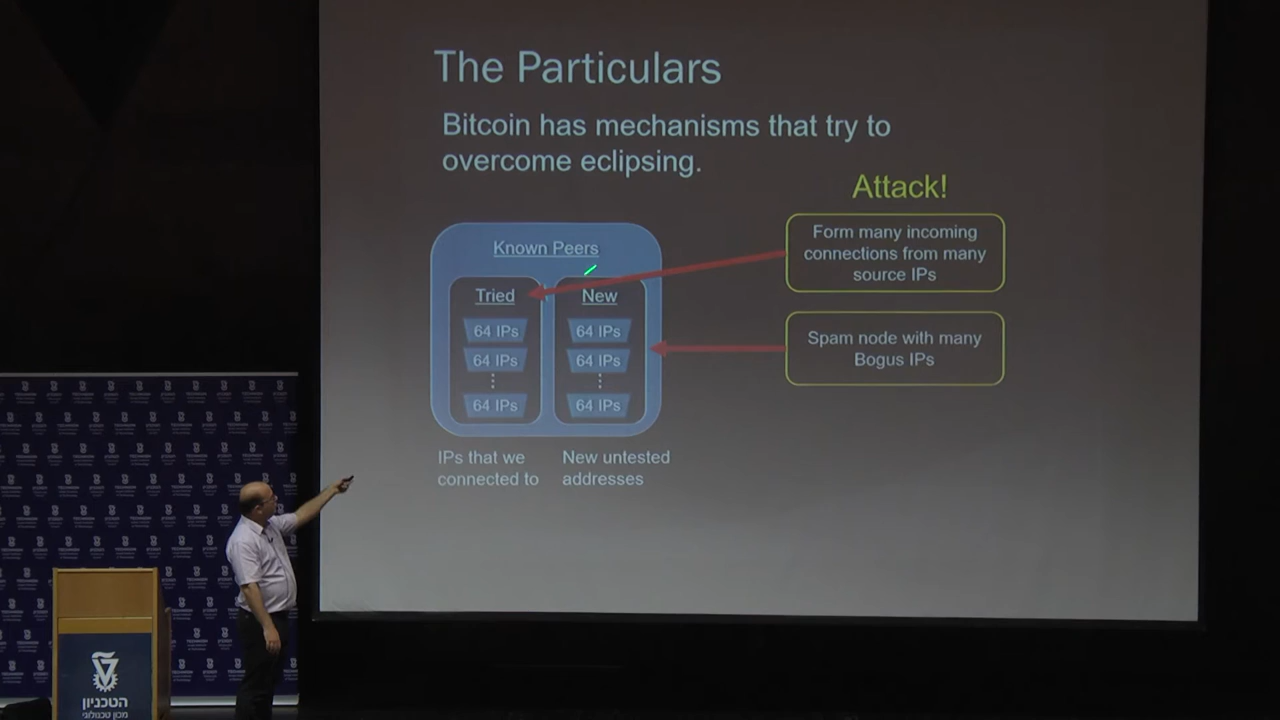 The Particulars
Bitcoin has mechanisms that try to
overcome eclipsing.
Attack!
Form many incoming
connections from many
source IPs
Known Peers
Tried
New
64 IPs
64 IPs
64 IPs
64 IPs
64 IPs
64 IPs
Spam node with many
Bogus IPs
IPs that we
connected to
New untested
addresses
הטכניון
מכון טכנולוגי